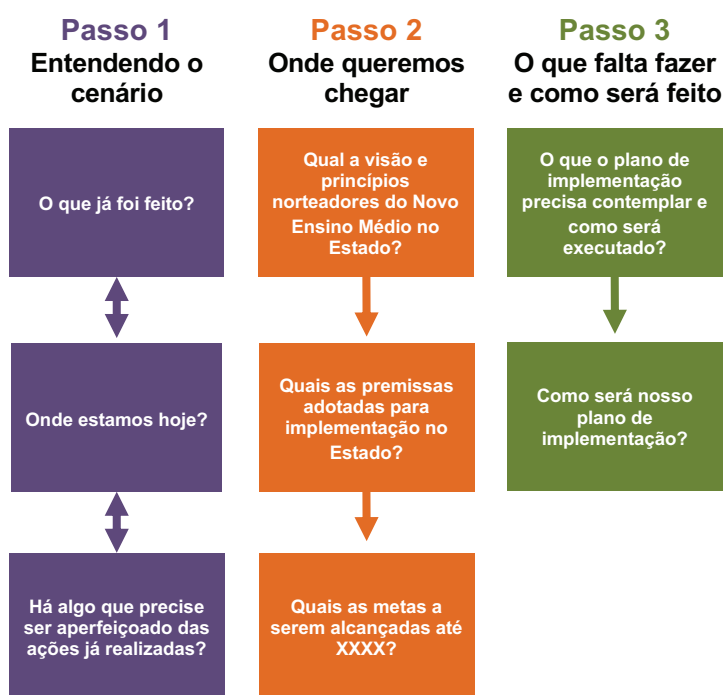 Passo 1
Entendendo o
cenário
O que já foi feito?
Onde estamos hoje?
Há algo que precise
ser aperfeiçoado das
ações já realizadas?
Passo 2
Onde queremos
chegar
Qual a visão e
princípios
norteadores do Novo
Ensino Médio no
Estado?
Quais as premissas
adotadas para
implementação no
Estado?
Quais as metas a
serem alcançadas até
XXXX?
Passo 3
O que falta fazer
e como será feito
O que o plano de
implementação
precisa contemplar e
como será
executado?
Como será nosso
plano de
implementação?